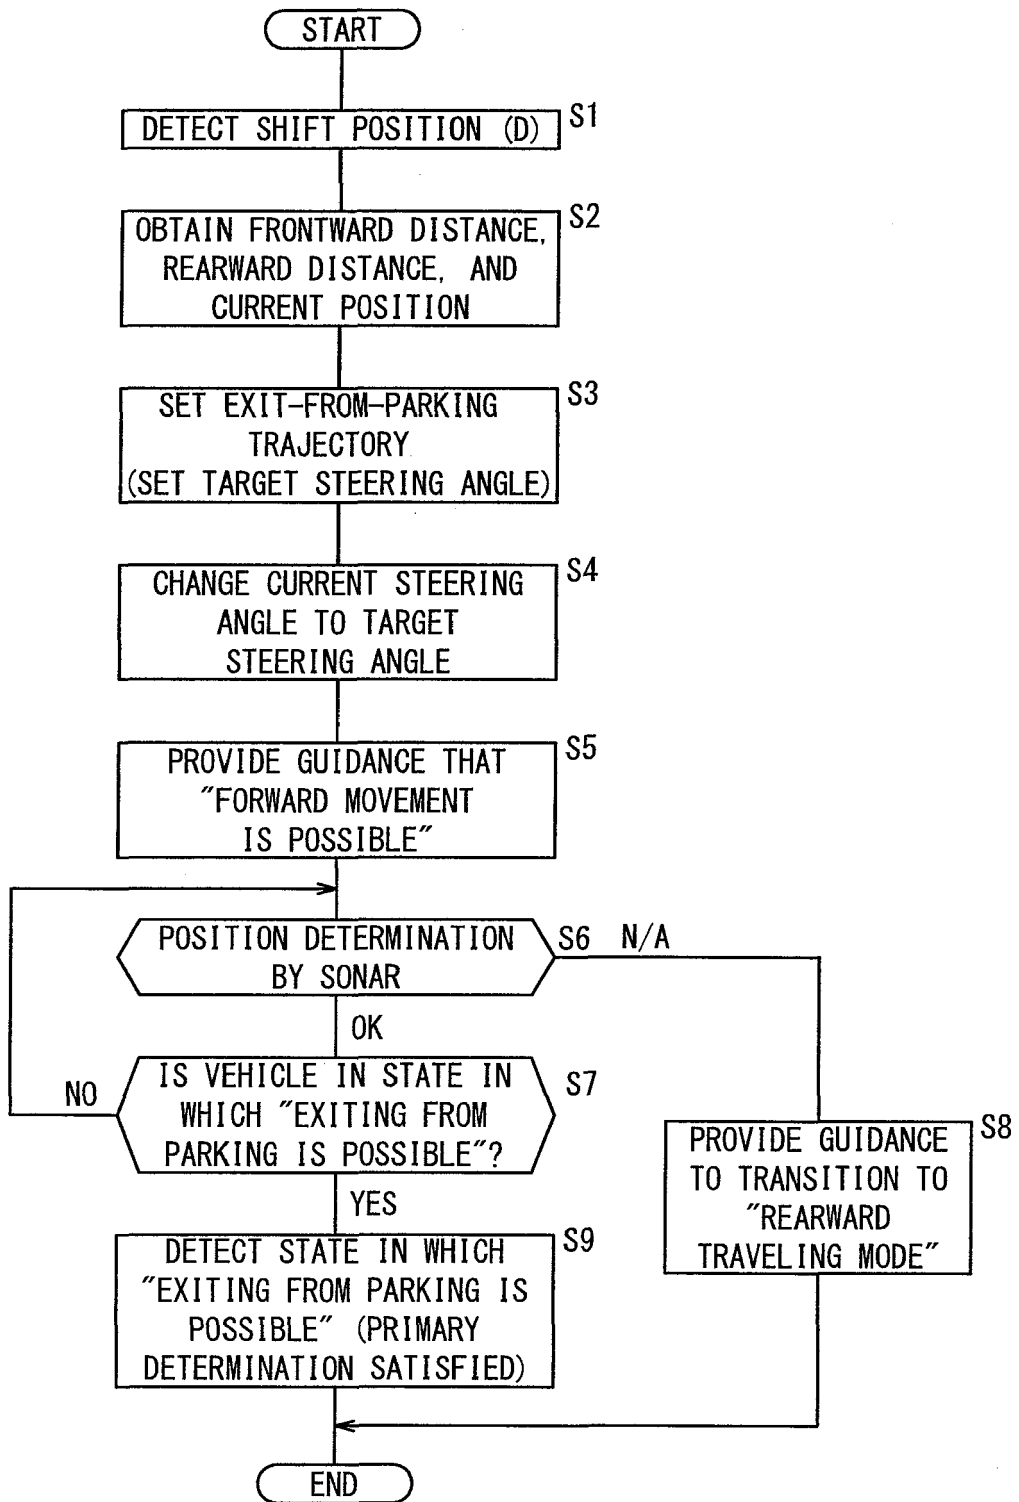 START
DETECT SHIFT POSITION (D)
S1
OBTAIN FRONTWARD DISTANCE,
REARWARD DISTANCE, AND
CURRENT POSITION
S2
SET EXIT-FROM-PARKING
TRAJECTORY
(SET TARGET STEERING ANGLE)
S3
CHANGE CURRENT STEERING
ANGLE TO TARGET
STEERING ANGLE
S4
PROVIDE GUIDANCE THAT
"FORWARD MOVEMENT
IS POSSIBLE"
S5
POSITION DETERMINATION
BY SONAR
S6 N/A
OK
IS VEHICLE IN STATE IN
WHICH "EXITING FROM
PARKING IS POSSIBLE"?
S7
NO
YES
PROVIDE GUIDANCE
TO TRANSITION TO
"REARWARD
TRAVELING MODE"
S8
DETECT STATE IN WHICH
"EXITING FROM PARKING IS
POSSIBLE" (PRIMARY
DETERMINATION SATISFIED)
S9
END